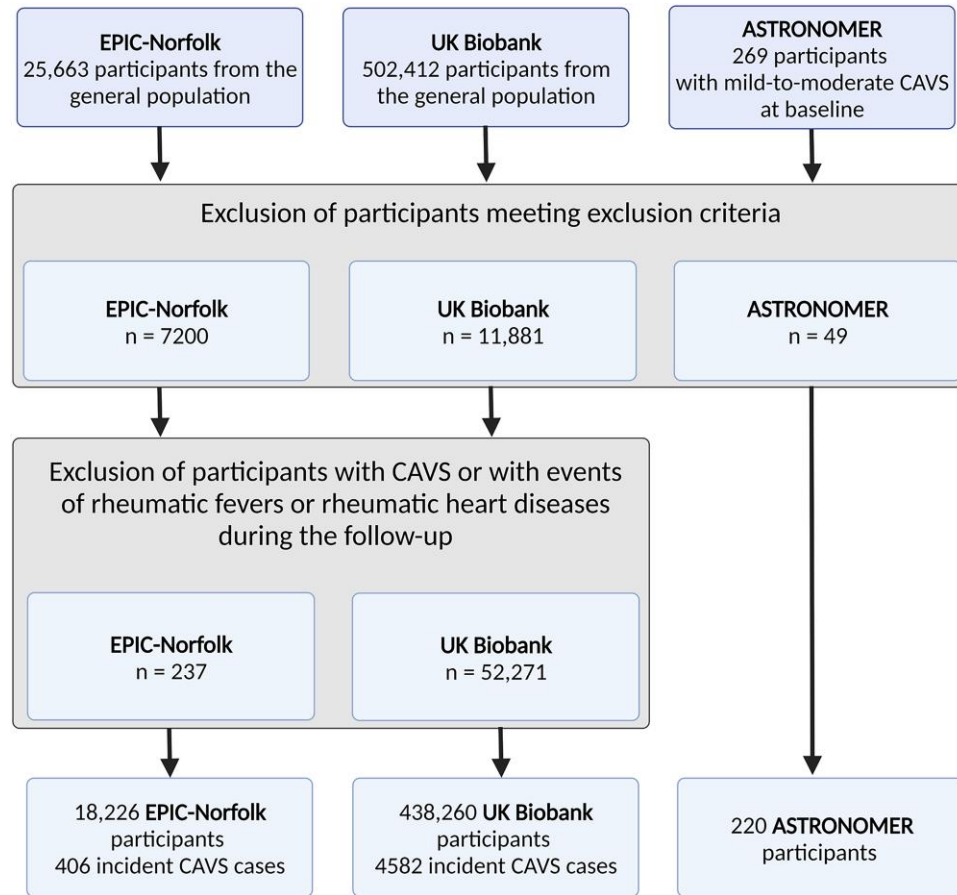 EPIC-Norfolk
25,663 participants from the
general population
UK Biobank
502,412 participants from
the general population
ASTRONOMER
269 participants
with mild-to-moderate CAVS
at baseline
Exclusion of participants meeting exclusion criteria
EPIC-Norfolk
n = 7200
UK Biobank
n = 11,881
ASTRONOMER
n = 49
Exclusion of participants with CAVS or with events
of rheumatic fevers or rheumatic heart diseases
during the follow-up
EPIC-Norfolk
n = 237
UK Biobank
n = 52,271
18,226 EPIC-Norfolk
participants
406 incident CAVS cases
438,260 UK Biobank
participants
4582 incident CAVS cases
220 ASTRONOMER
participants